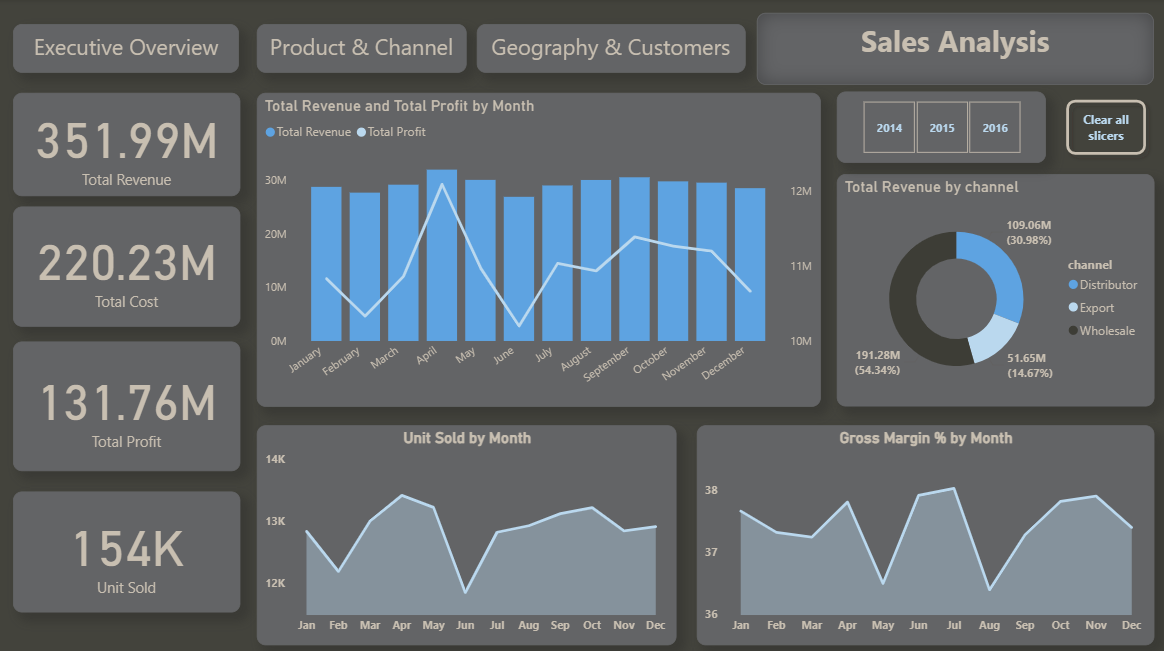 Executive Overview
Product & Channel
Geography & Customers
Sales Analysis
351.99M
Total Revenue
220.23M
Total Cost
131.76M
Total Profit
154K
Unit Sold
Total Revenue and Total Profit by Month
Total Revenue
Total Profit
30M
20M
10M
0M
12M
11M
10M
January
February
March
April
May
June
July
August
September
October
November
December
2014
2015
2016
Clear all
slicers
Total Revenue by channel
109.06M
(30.98%)
191.28M
(54.34%)
51.65M
(14.67%)
channel
Distributor
Export
Wholesale
Unit Sold by Month
14K
13K
12K
Jan Feb Mar Apr May Jun Jul Aug Sep Oct Nov Dec
Gross Margin % by Month
38
37
36
Jan Feb Mar Apr May Jun Jul Aug Sep Oct Nov Dec